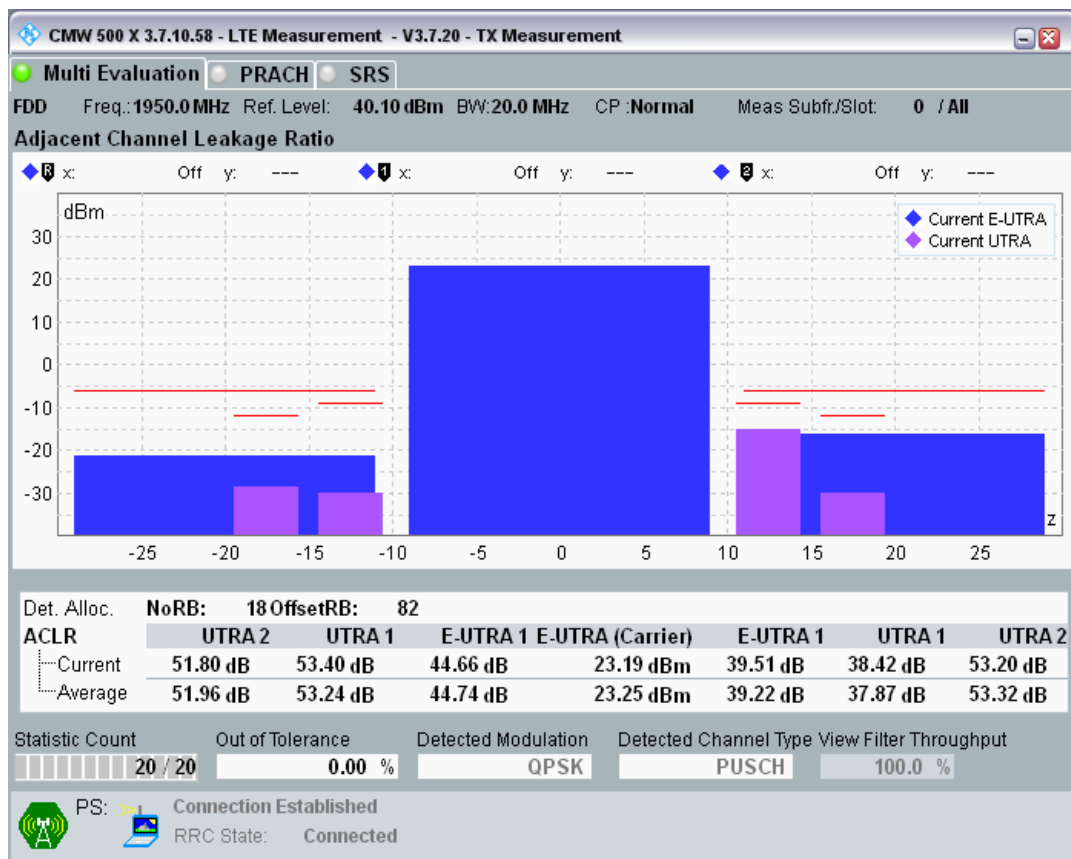 CMW 500 X 3.7.10.58 - LTE Measurement - V3.7.20 - TX Measurement
Multi Evaluation PRACH SRS
FDD Freq.: 1950.0 MHz Ref. Level: 40.10 dBm BW: 20.0 MHz CP : Normal Meas Subfr./Slot: 0 / All
Adjacent Channel Leakage Ratio
R x: Off y: --- 1 x: Off y: --- 2 x: Off y: ---
dBm
Current E-UTRA
Current UTRA
30
20
10
0
-10
-20
-30
z
-25 -20 -15 -10 -5 0 5 10 15 20 25
Det. Alloc. NoRB: 18 OffsetRB: 82
ACLR UTRA 2 UTRA 1 E-UTRA 1 E-UTRA (Carrier) E-UTRA 1 UTRA 1 UTRA 2
Current 51.80 dB 53.40 dB 44.66 dB 23.19 dBm 39.51 dB 38.42 dB 53.20 dB
Average 51.96 dB 53.24 dB 44.74 dB 23.25 dBm 39.22 dB 37.87 dB 53.32 dB
Statistic Count Out of Tolerance Detected Modulation Detected Channel Type View Filter Throughput
20 / 20 0.00 % QPSK PUSCH 100.0 %
PS: Connection Established
RRC State: Connected